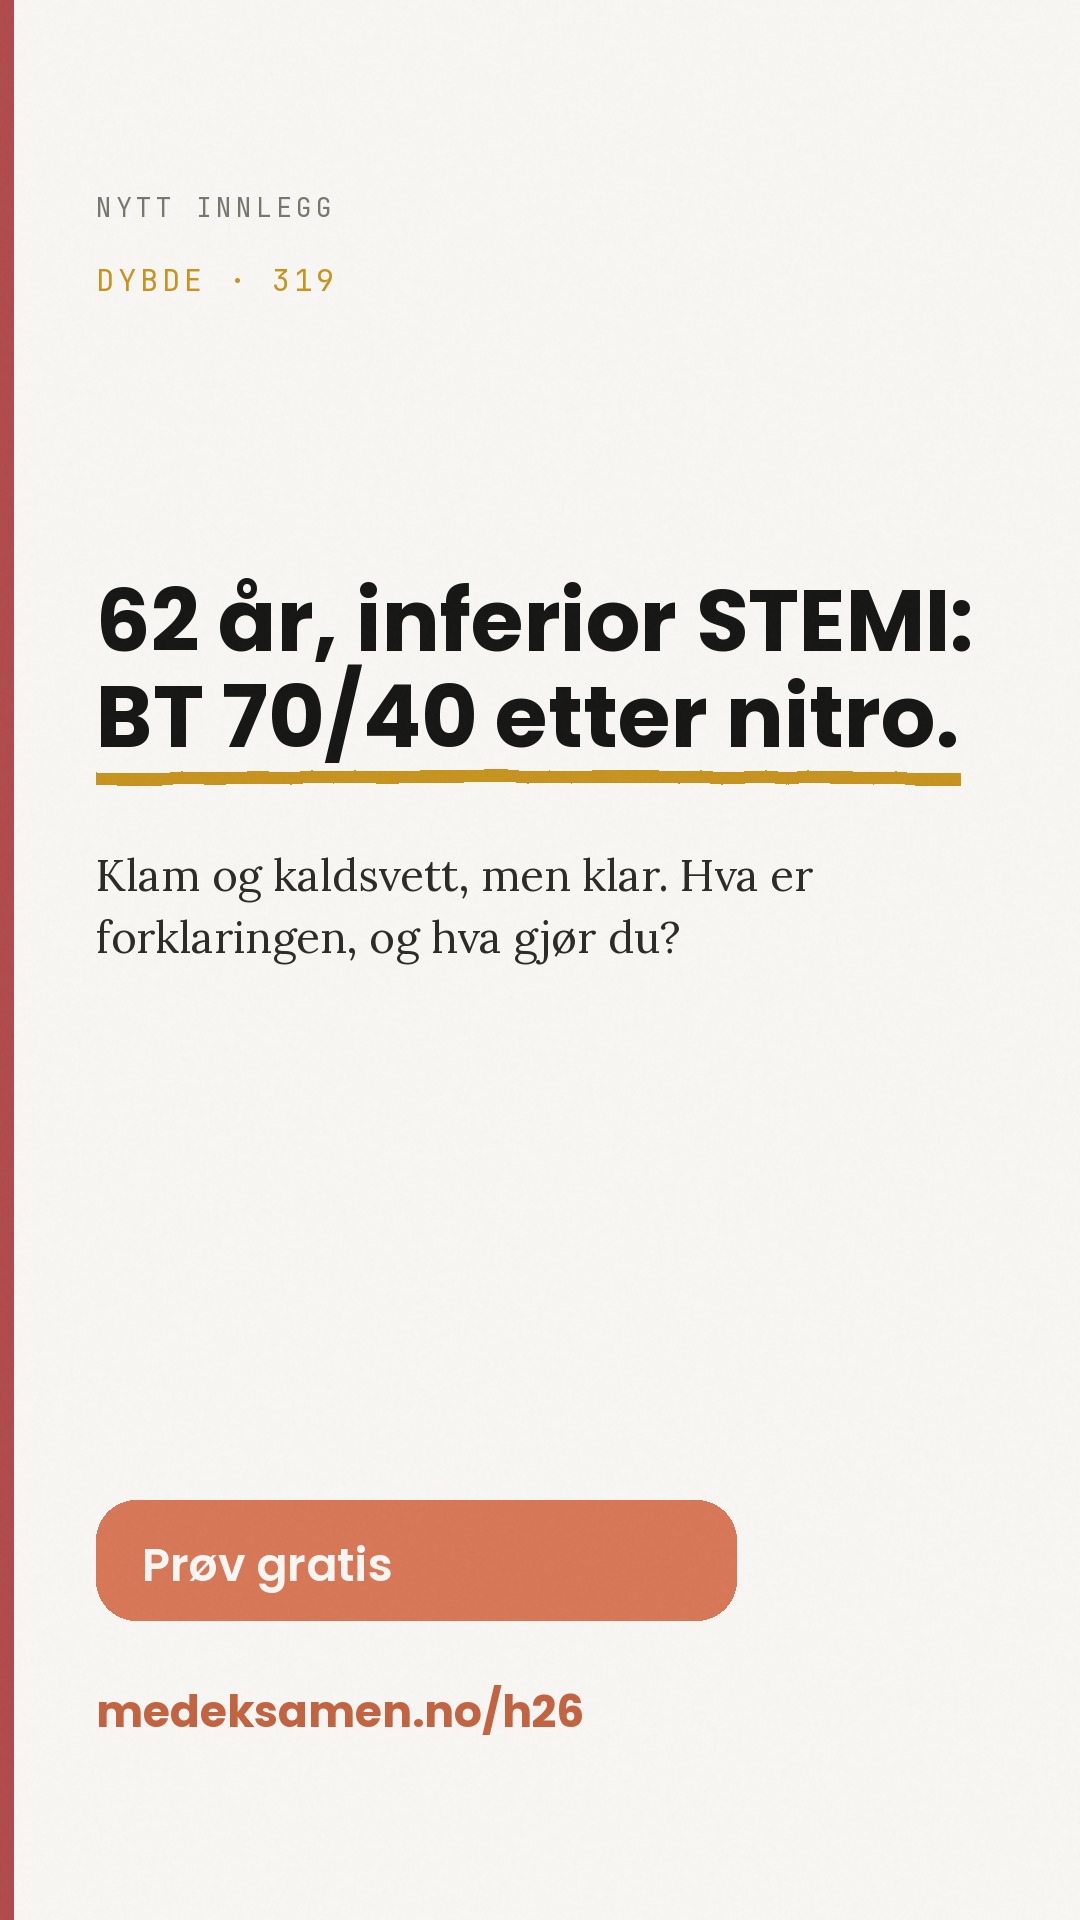 NYTT INNLEGG
DYBDE · 319
62 år, inferior STEMI:
BT 70/40 etter nitro.
Klam og kaldsvett, men klar. Hva er
forklaringen, og hva gjør du?
Prøv gratis
medeksamen.no/h26